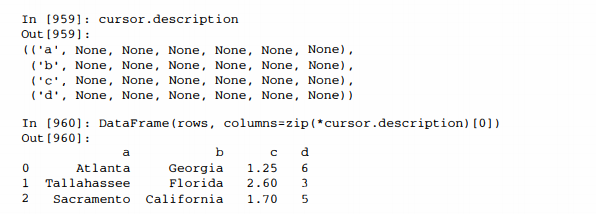 In [959]: cursor.description
Out[959]:
(('a', None, None, None, None, None, None),
 ('b', None, None, None, None, None, None),
 ('c', None, None, None, None, None, None),
 ('d', None, None, None, None, None, None))
In [960]: DataFrame(rows, columns=zip(*cursor.description)[0])
Out[960]:
             a           b     c  d
0      Atlanta     Georgia  1.25  6
1  Tallahassee     Florida  2.60  3
2   Sacramento  California  1.70  5